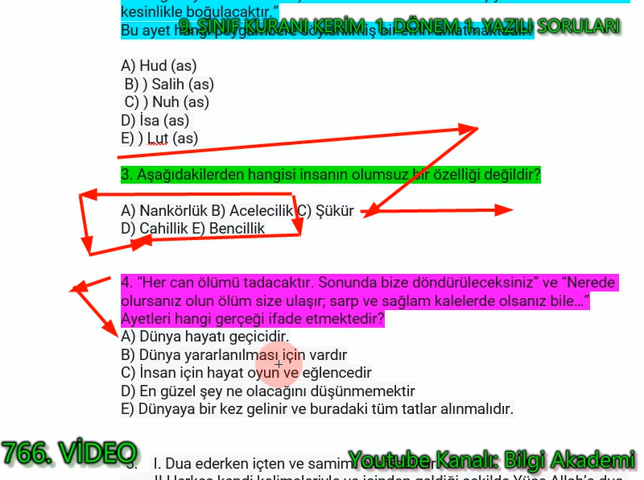 kesinlikle boğulacaktır.”
9. SINIF KURANI KERİM 1. DÖNEM 1. YAZILI SORULARI
Bu ayet hangi
A) Hud (as)
B) ) Salih (as)
C) ) Nuh (as)
D) İsa (as)
E) ) Lut (as)
3. Aşağıdakilerden hangisi insanın olumsuz bir özelliği değildir?
A) Nankörlük B) Acelecilik C) Şükür
D) Cahillik E) Bencillik
4. “Her can ölümü tadacaktır. Sonunda bize döndürüleceksiniz” ve “Nerede
olursanız olun ölüm size ulaşır; sarp ve sağlam kalelerde olsanız bile...”
Ayetleri hangi gerçeği ifade etmektedir?
A) Dünya hayatı geçicidir.
B) Dünya yararlanılması için vardır
C) İnsan için hayat oyun ve eğlencedir
D) En güzel şey ne olacağını düşünmemektir
E) Dünyaya bir kez gelinir ve buradaki tüm tatlar alınmalıdır.
766. VİDEO
I. Dua ederken içten ve samimi
Youtube Kanalı: Bilgi Akademi